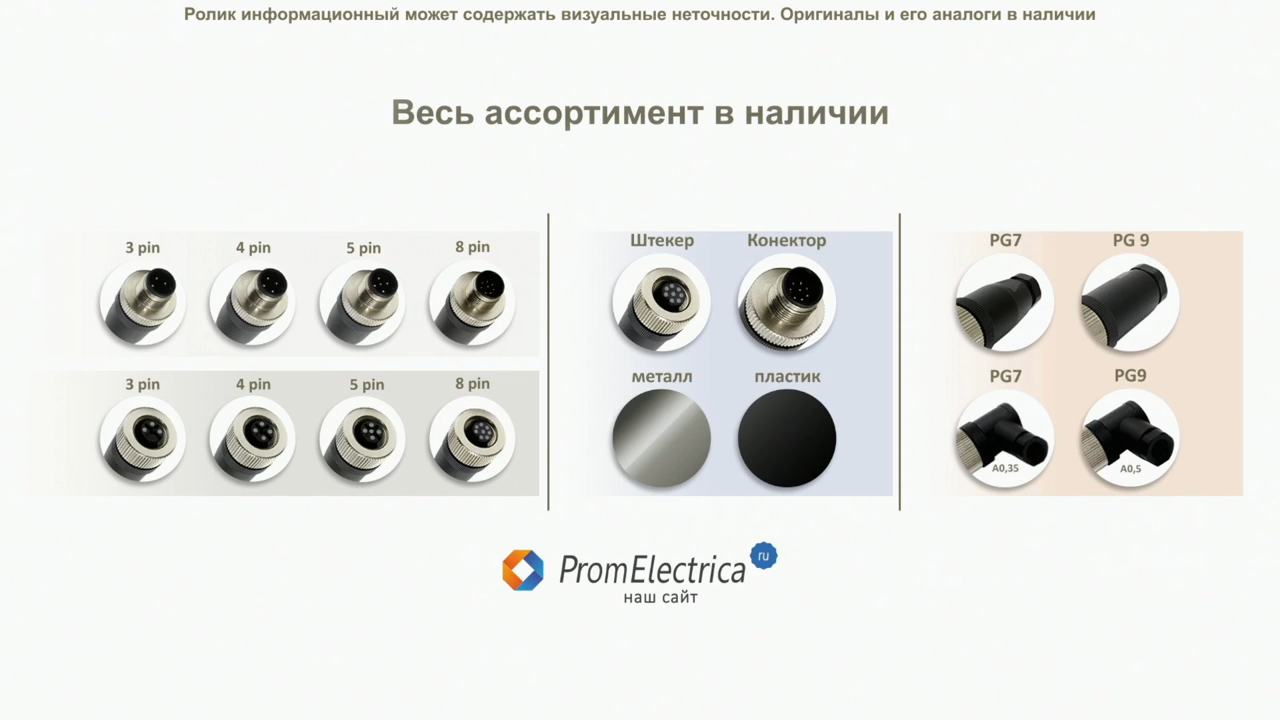 Ролик информационный может содержать визуальные неточности. Оригиналы и его аналоги в наличии
Весь ассортимент в наличии
3 pin 4 pin 5 pin 8 pin
3 pin 4 pin 5 pin 8 pin
Штекер Конектор
металл пластик
PG7 PG 9
PG7 PG9
А0,35 А0,5
PromElectrica ru
наш сайт